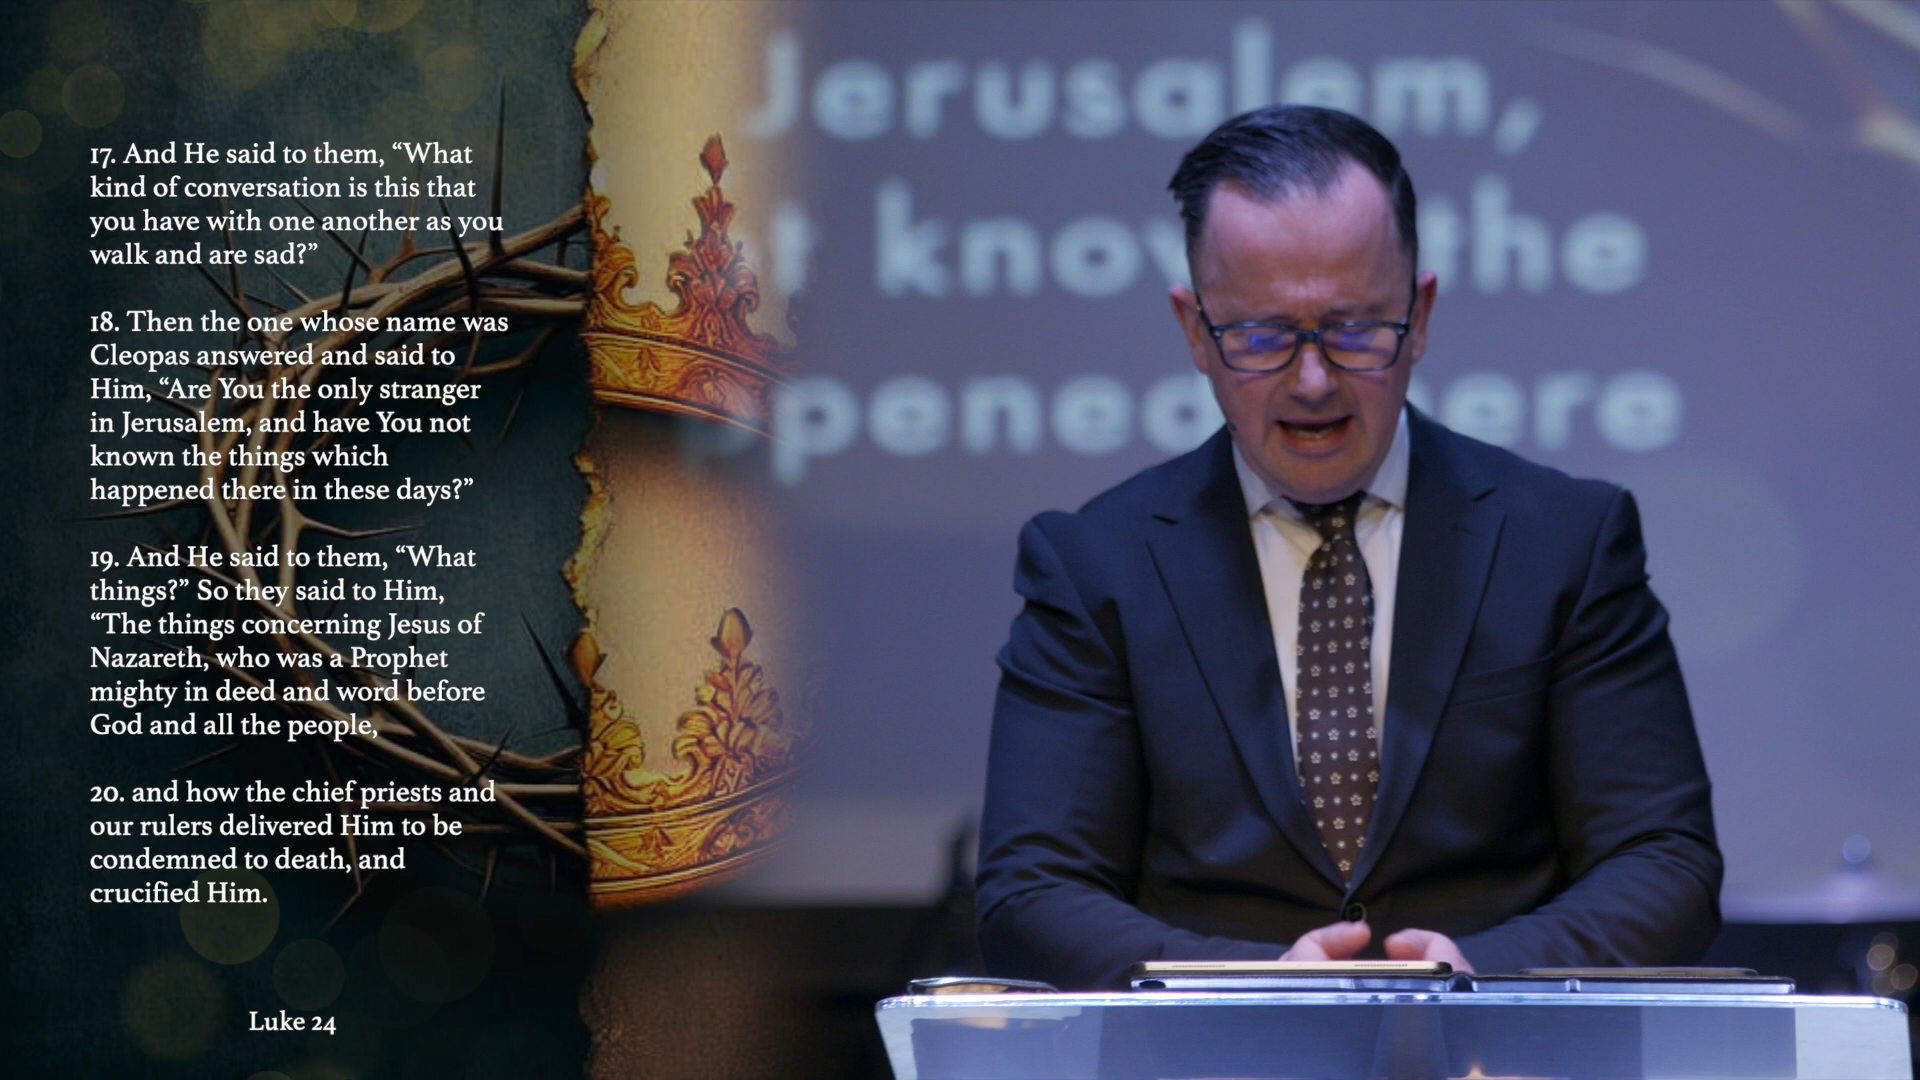 17. And He said to them, “What
kind of conversation is this that
you have with one another as you
walk and are sad?”
18. Then the one whose name was
Cleopas answered and said to
Him, “Are You the only stranger
in Jerusalem, and have You not
known the things which
happened there in these days?”
19. And He said to them, “What
things?” So they said to Him,
“The things concerning Jesus of
Nazareth, who was a Prophet
mighty in deed and word before
God and all the people,
20. and how the chief priests and
our rulers delivered Him to be
condemned to death, and
crucified Him.
Luke 24
Jerusalem,
the